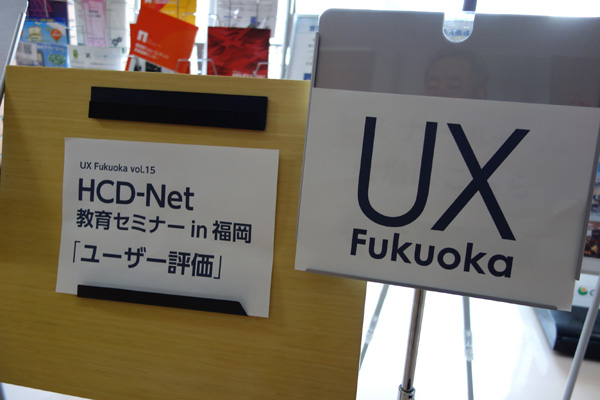 UX Fukuoka vol.15
HCD-Net
教育セミナー in 福岡
「ユーザー評価」
UX
Fukuoka